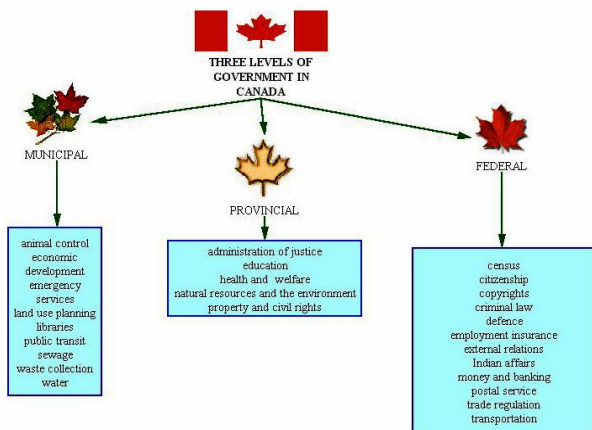 THREE LEVELS OF
GOVERNMENT IN
CANADA
MUNICIPAL
PROVINCIAL
FEDERAL
animal control
economic
development
emergency
services
land use planning
libraries
public transit
sewage
waste collection
water
administration of justice
education
health and welfare
natural resources and the environment
property and civil rights
census
citizenship
copyrights
criminal law
defence
employment insurance
external relations
Indian affairs
money and banking
postal service
trade regulation
transportation